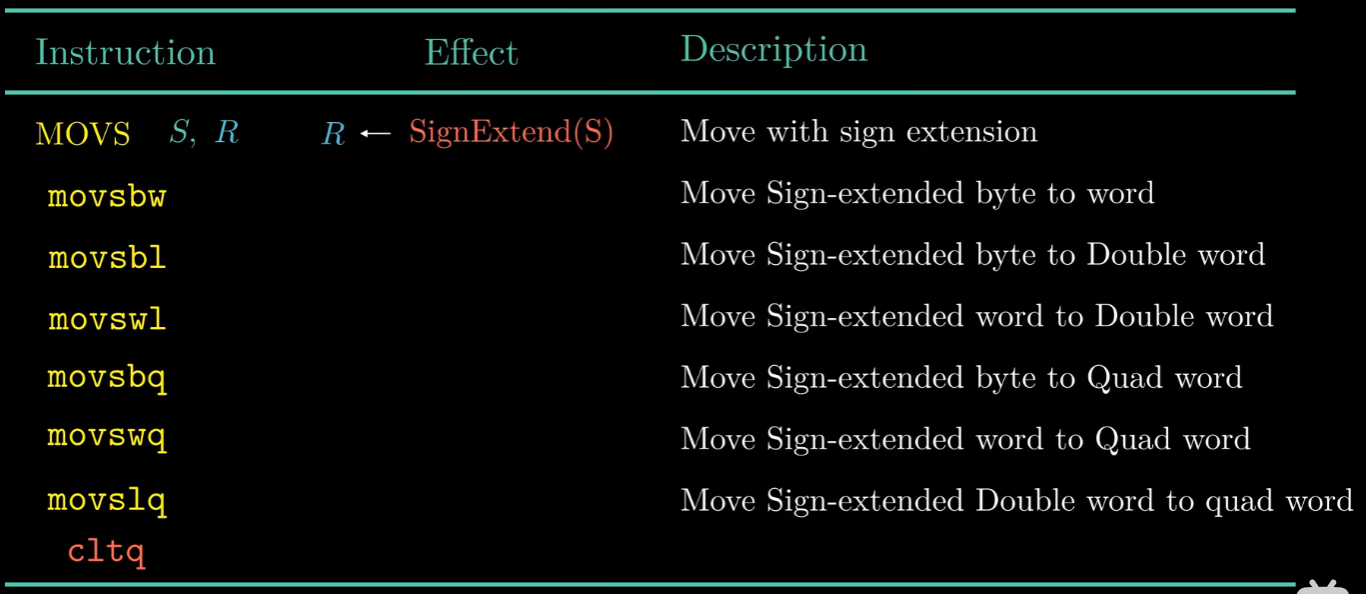 Instruction Effect Description
MOVS S, R R ← SignExtend(S) Move with sign extension
movsbw Move Sign-extended byte to word
movsbl Move Sign-extended byte to Double word
movswl Move Sign-extended word to Double word
movsbq Move Sign-extended byte to Quad word
movswq Move Sign-extended word to Quad word
movslq Move Sign-extended Double word to quad word
cltq